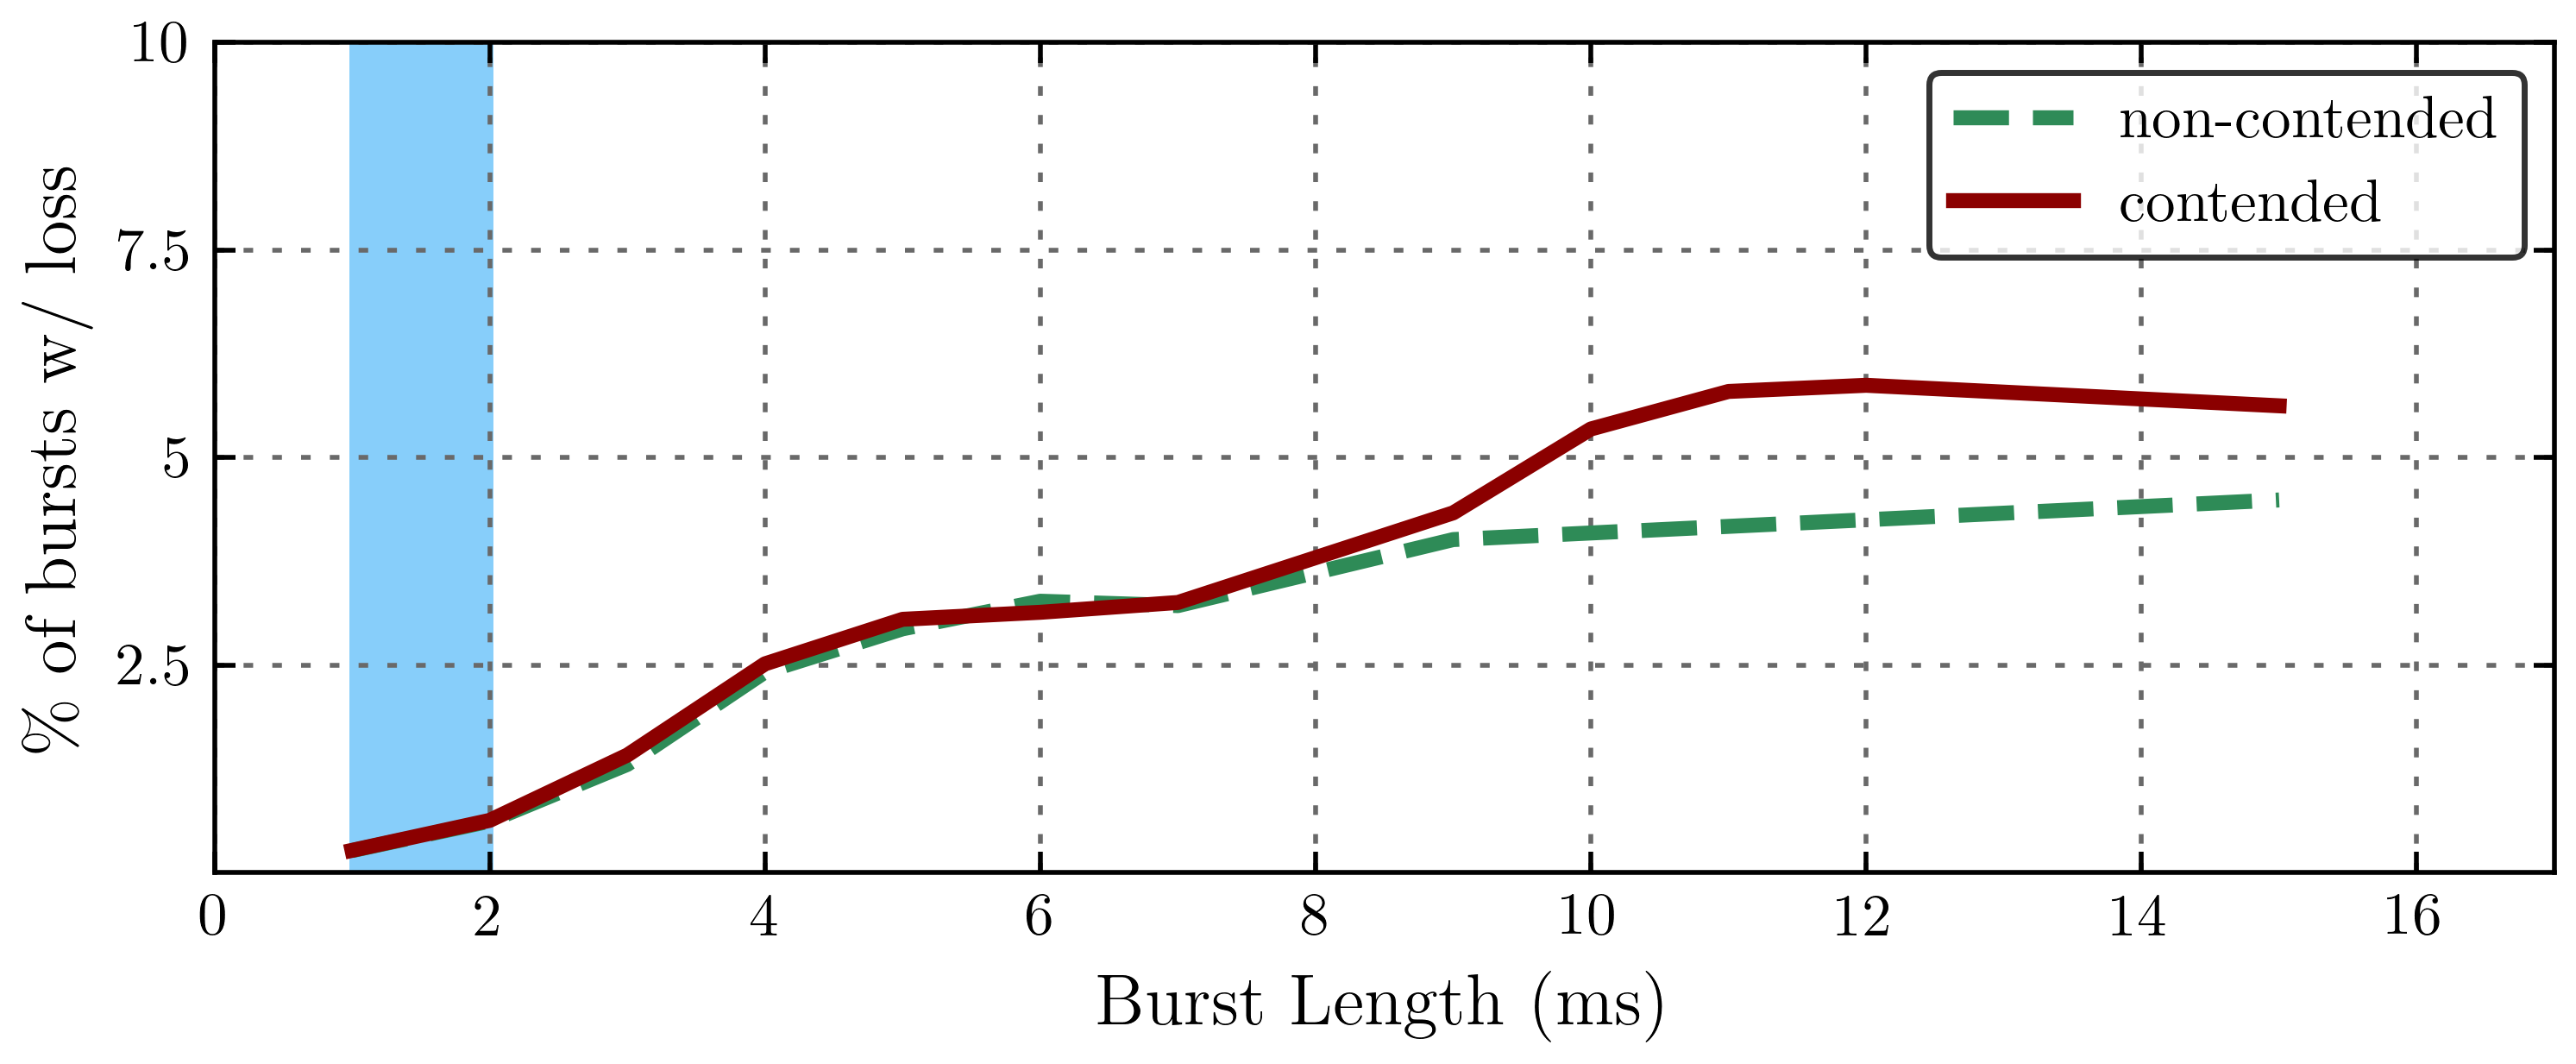 10
7.5
5
2.5
% of bursts w/ loss
non-contended
contended
0 2 4 6 8 10 12 14 16
Burst Length (ms)